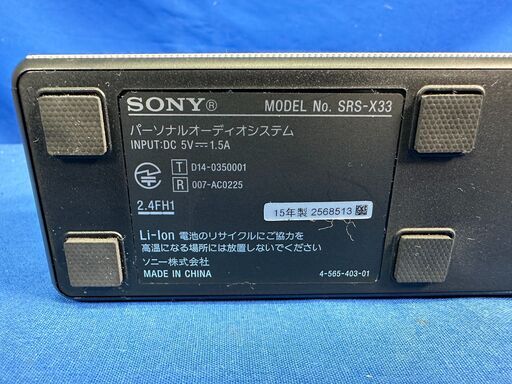 SONY® MODEL No. SRS-X33
パーソナルオーディオシステム
INPUT:DC 5V⎓1.5A
T D14-0350001
R 007-AC0225
2.4FH1
15年製 2568513
Li-Ion 電池のリサイクルにご協力を
高温になる場所には放置しないでください
ソニー株式会社
MADE IN CHINA 4-565-403-01